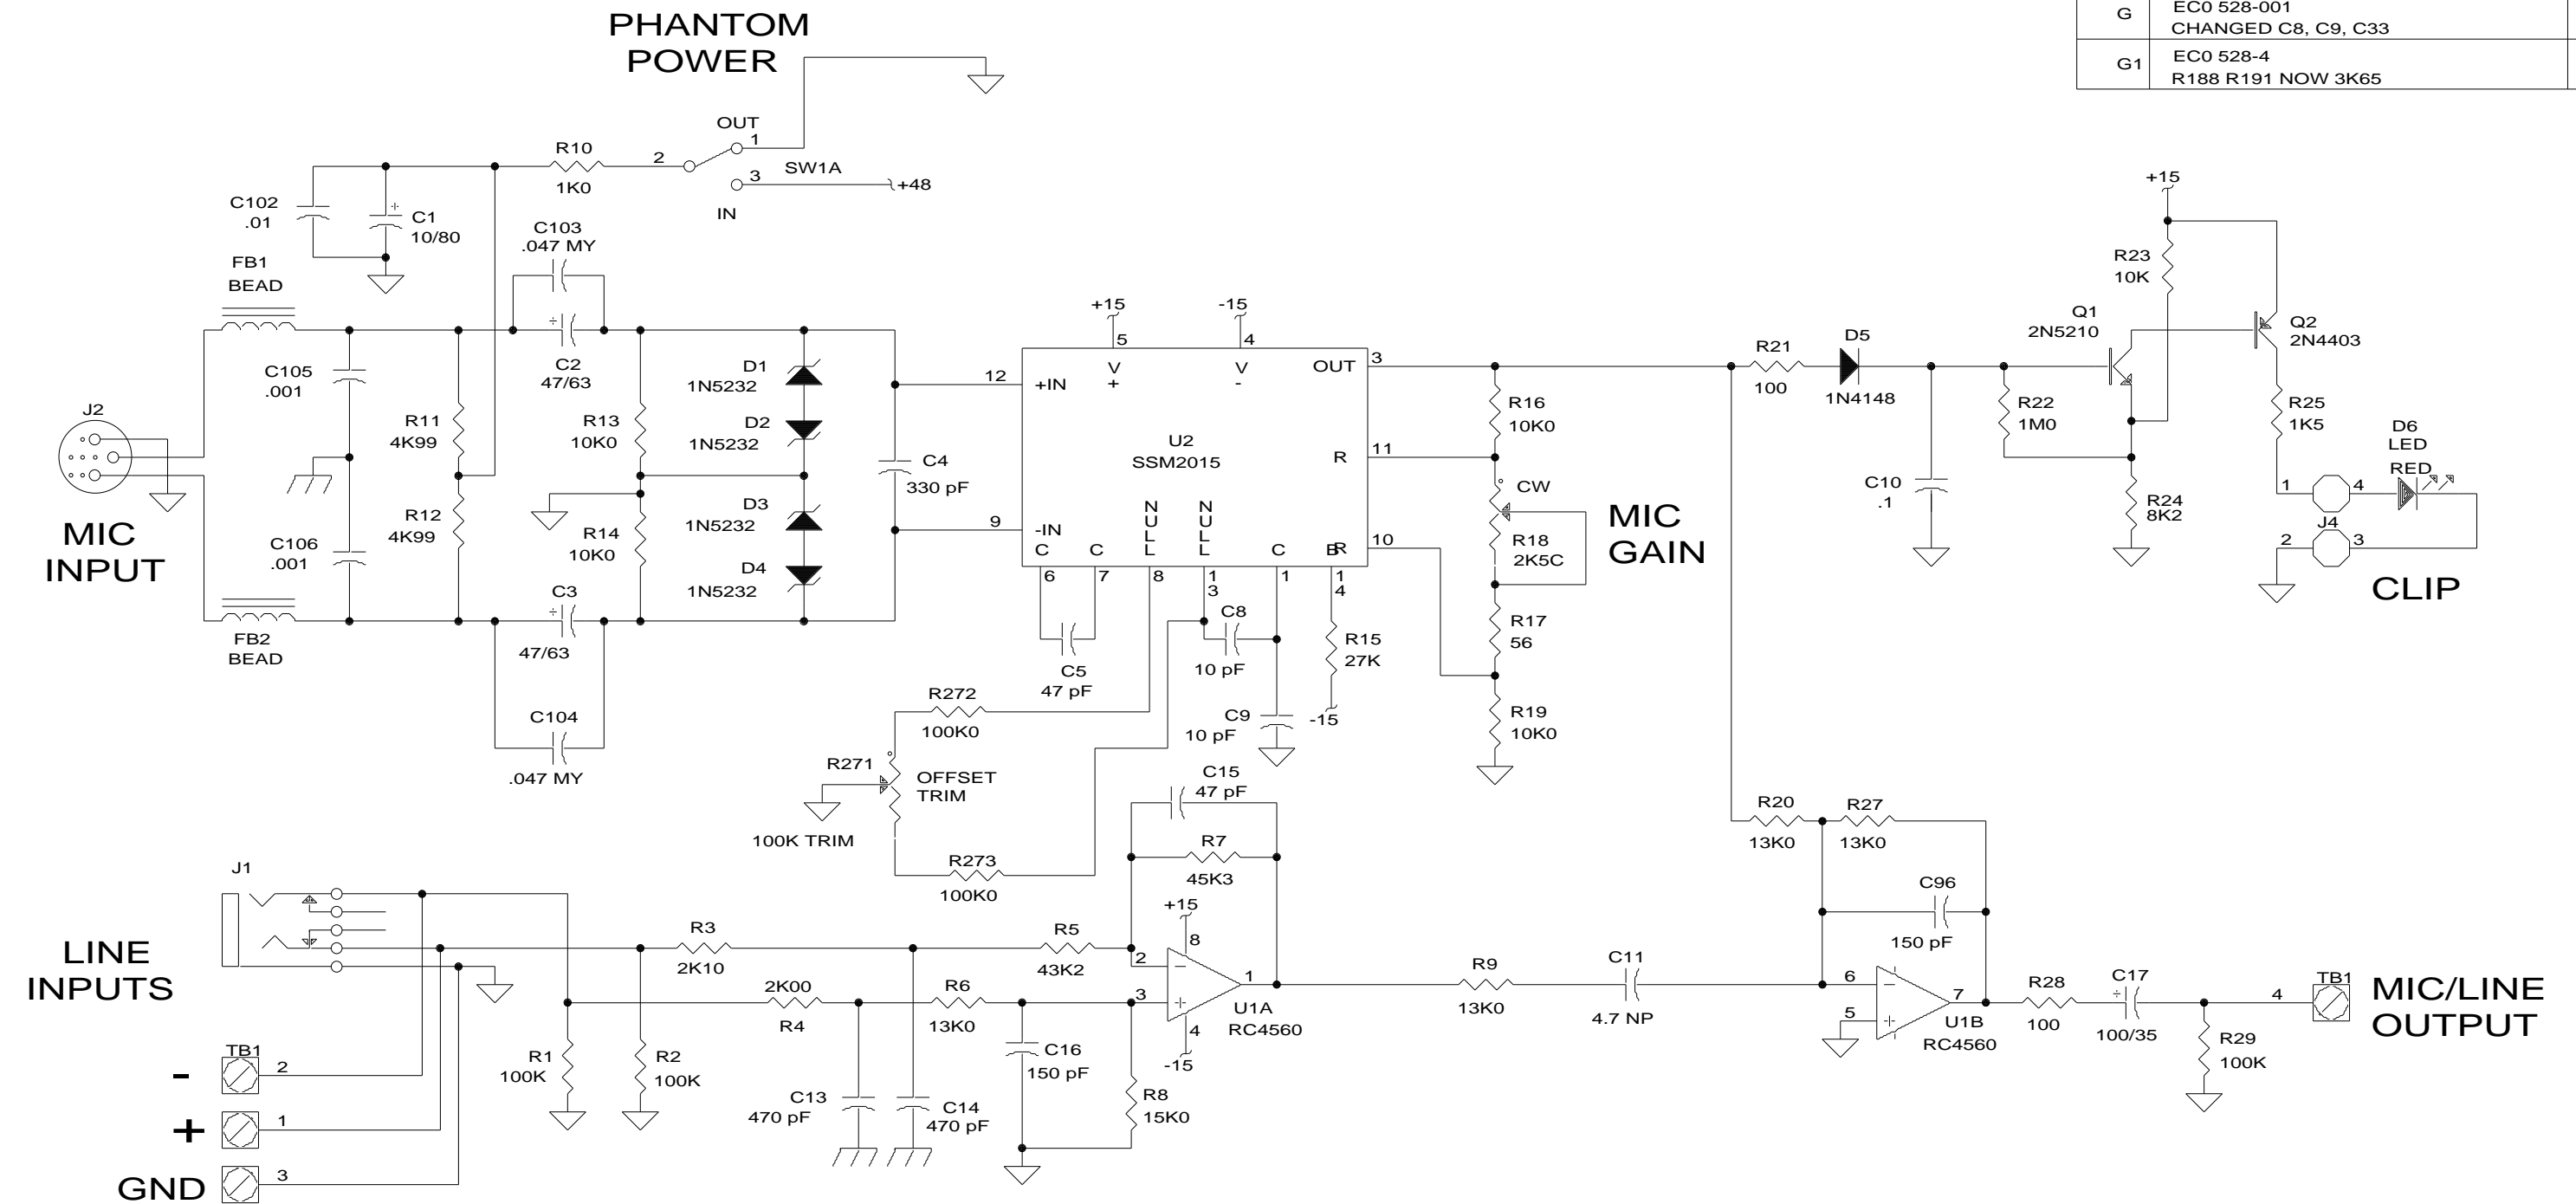 PHANTOM
POWER
G
EC0 528-001
CHANGED C8, C9, C33
G1
EC0 528-4
R188 R191 NOW 3K65
OUT
1
R10
1K0
2
SW1A
3
+48
IN
C102
.01
+
C1
10/80
C103
.047 MY
FB1
BEAD
C2
47/63
J2
C105
.001
R11
4K99
R13
10K0
D1
1N5232
D2
1N5232
C4
330 pF
MIC
INPUT
C106
.001
R12
4K99
R14
10K0
D3
1N5232
D4
1N5232
FB2
BEAD
C3
47/63
C104
.047 MY
+15
-15
5
4
V
+
V
-
OUT
3
12
+IN
U2
SSM2015
R
11
9
-IN
NULL
NULL
C
C
C
B
R
10
6
7
8
1
3
1
1
4
C5
47 pF
C8
10 pF
C9
10 pF
R15
27K
-15
R16
10K0
CW
R18
2K5C
MIC
GAIN
R17
56
R19
10K0
R272
100K0
R271
OFFSET
TRIM
100K TRIM
R273
100K0
R21
100
D5
1N4148
C10
.1
R22
1M0
Q1
2N5210
+15
R23
10K
Q2
2N4403
R24
8K2
R25
1K5
D6
LED
RED
1
4
J4
2
3
CLIP
C15
47 pF
R7
45K3
R20
13K0
R27
13K0
C96
150 pF
J1
LINE
INPUTS
R3
2K10
R5
43K2
+15
8
2
1
3
4
-15
U1A
RC4560
2K00
R4
R6
13K0
C16
150 pF
R8
15K0
R1
100K
R2
100K
C13
470 pF
C14
470 pF
R9
13K0
C11
4.7 NP
6
5
7
U1B
RC4560
R28
100
C17
100/35
4
TB1
R29
100K
MIC/LINE
OUTPUT
TB1
-
2
+
1
GND
3